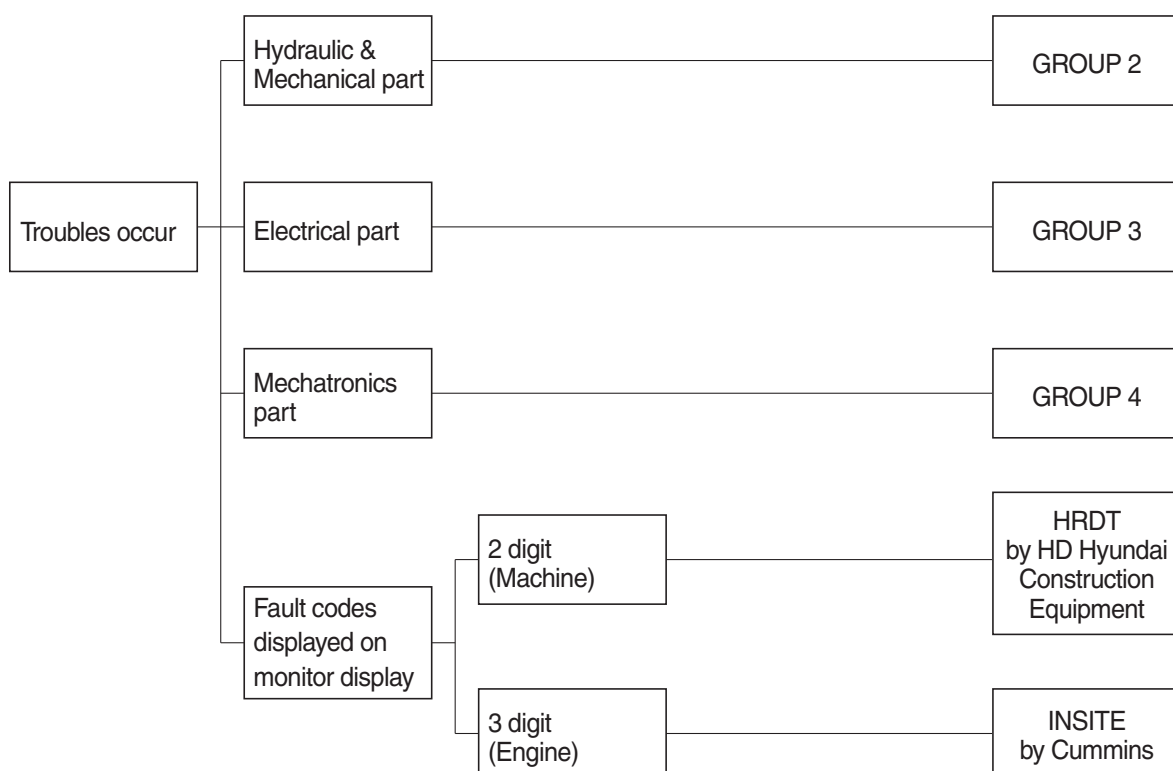 Hydraulic &
Mechanical part
GROUP 2
Troubles occur
Electrical part
GROUP 3
Mechatronics
part
GROUP 4
Fault codes
displayed on
monitor display
2 digit
(Machine)
HRDT
by HD Hyundai
Construction
Equipment
3 digit
(Engine)
INSITE
by Cummins